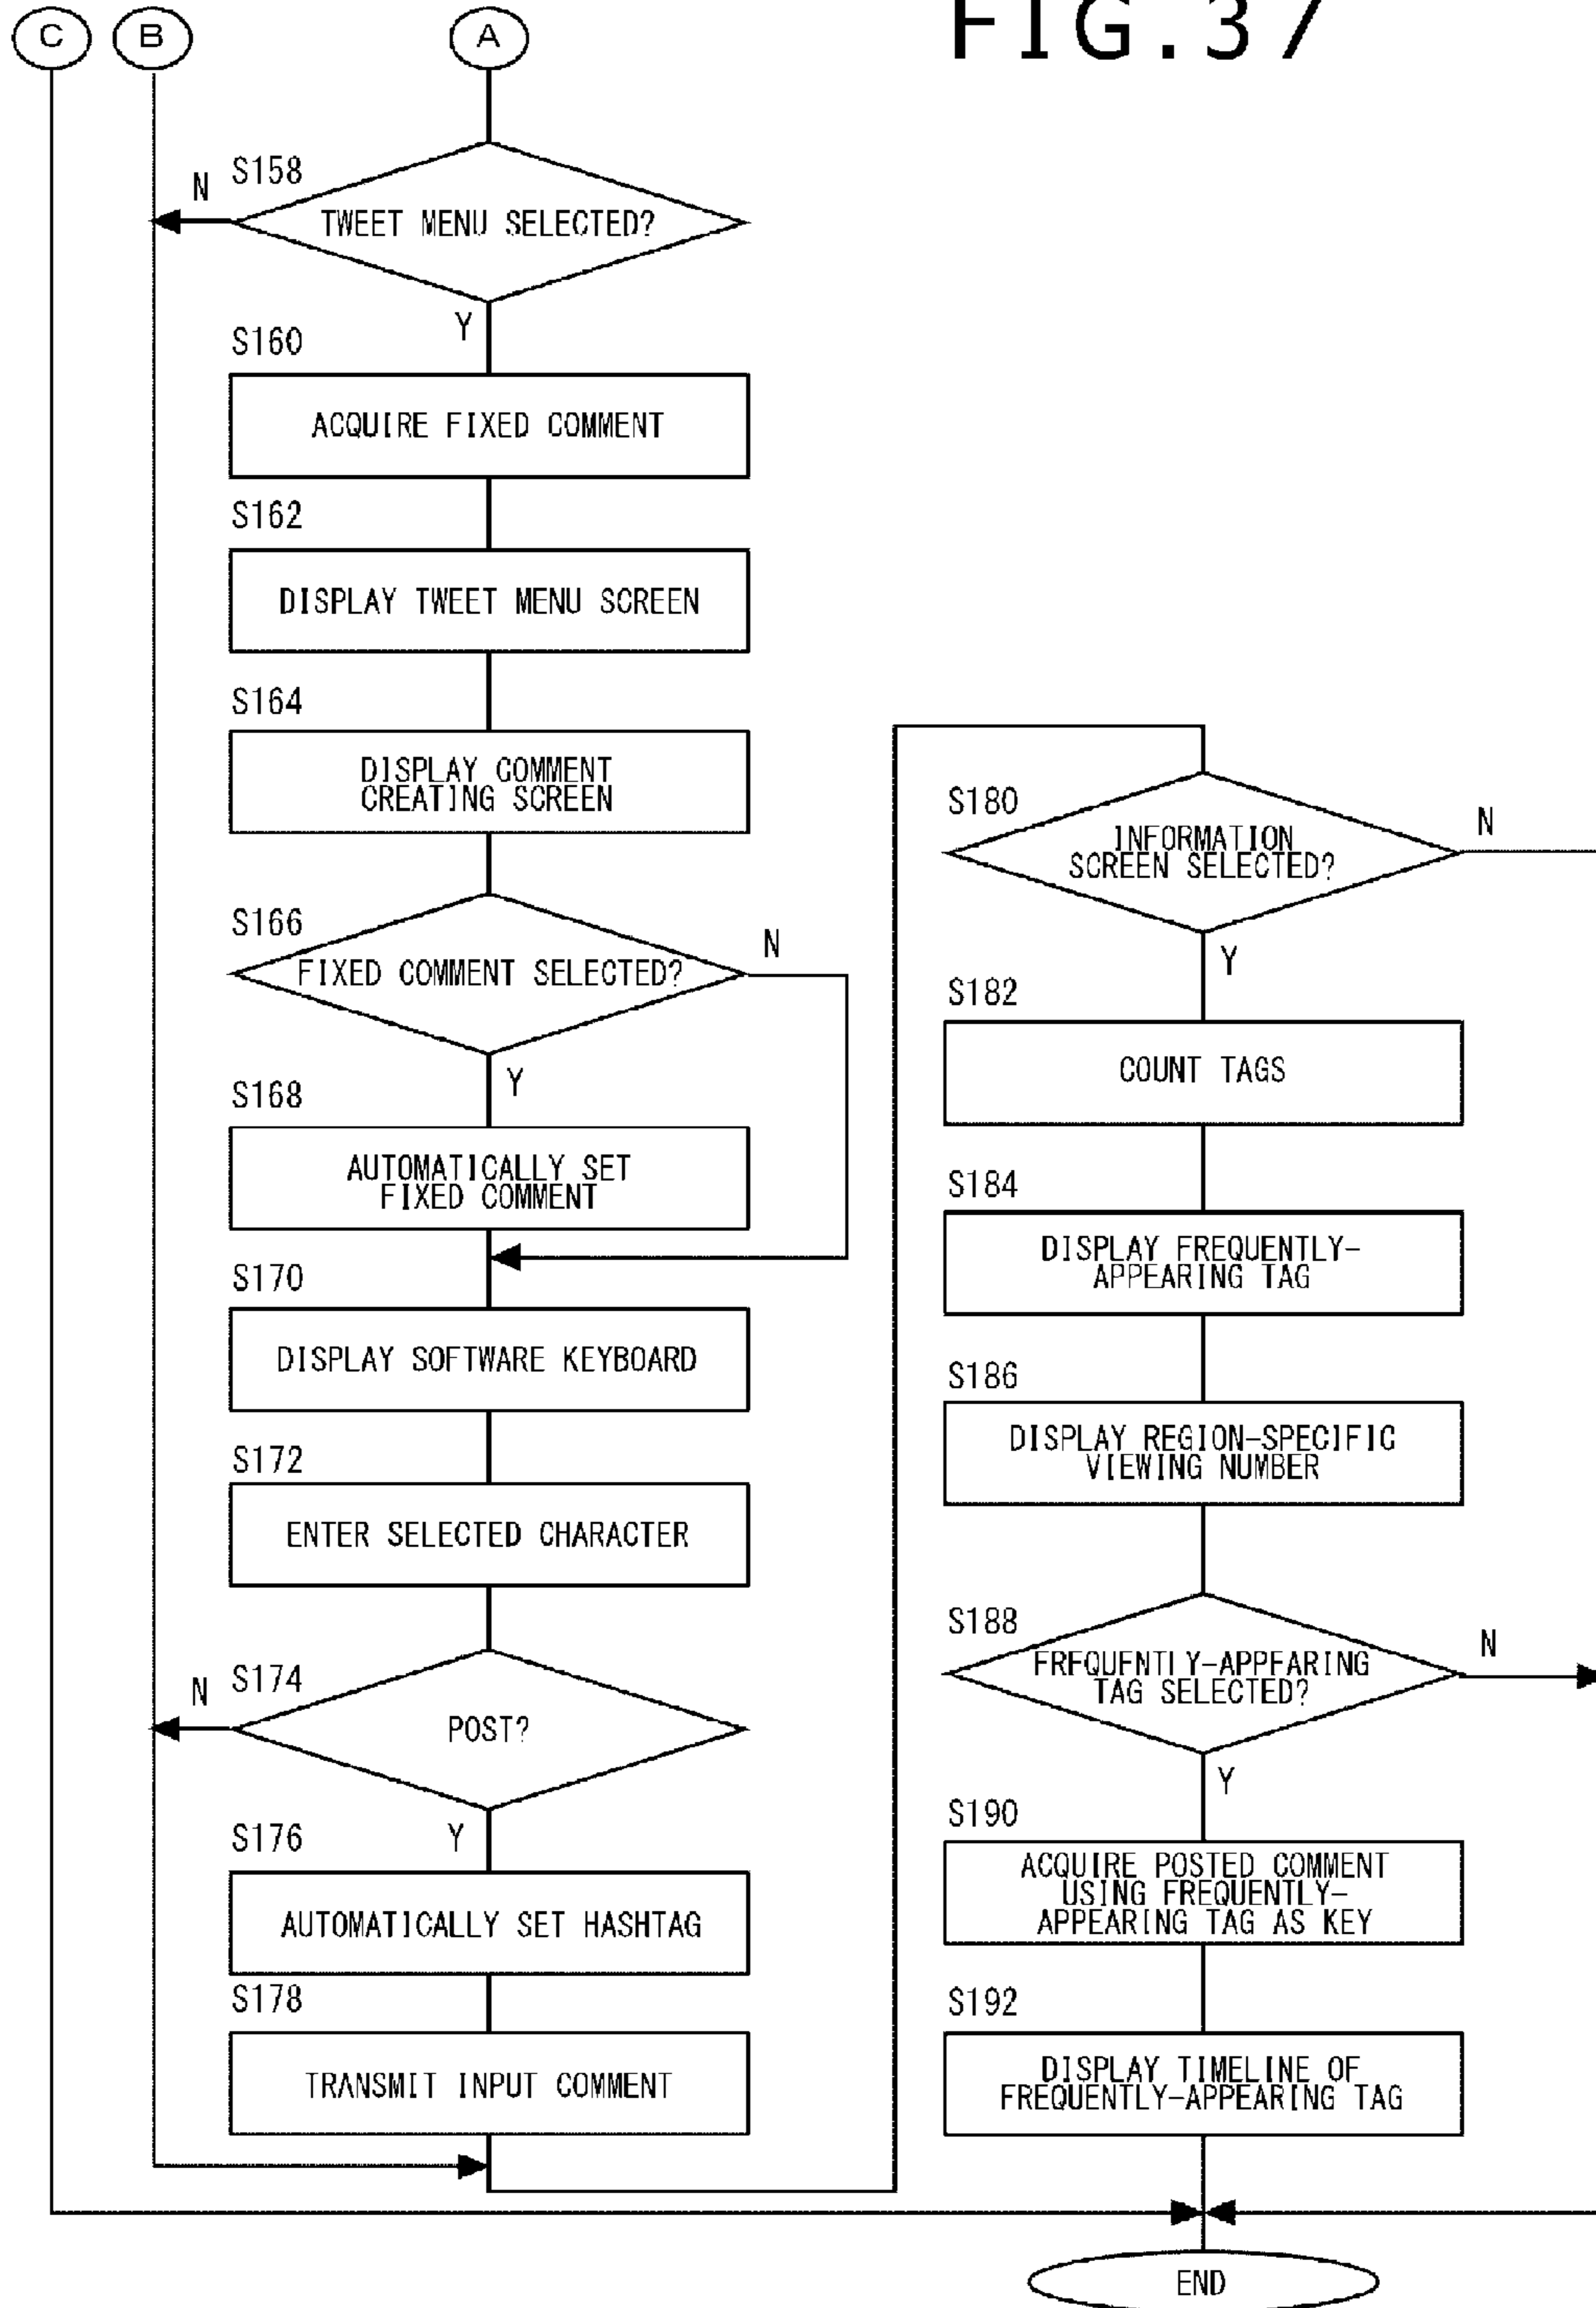 FIG.37
C
B
A
S158
N
TWEET MENU SELECTED?
Y
S160
ACQUIRE FIXED COMMENT
S162
DISPLAY TWEET MENU SCREEN
S164
DISPLAY COMMENT
CREATING SCREEN
S166
FIXED COMMENT SELECTED?
N
Y
S168
AUTOMATICALLY SET
FIXED COMMENT
S170
DISPLAY SOFTWARE KEYBOARD
S172
ENTER SELECTED CHARACTER
S174
N
POST?
Y
S176
AUTOMATICALLY SET HASHTAG
S178
TRANSMIT INPUT COMMENT
S180
INFORMATION
SCREEN SELECTED?
N
Y
S182
COUNT TAGS
S184
DISPLAY FREQUENTLY-
APPEARING TAG
S186
DISPLAY REGION-SPECIFIC
VIEWING NUMBER
S188
FREQUENTLY-APPEARING
TAG SELECTED?
N
Y
S190
ACQUIRE POSTED COMMENT
USING FREQUENTLY-
APPEARING TAG AS KEY
S192
DISPLAY TIMELINE OF
FREQUENTLY-APPEARING TAG
END